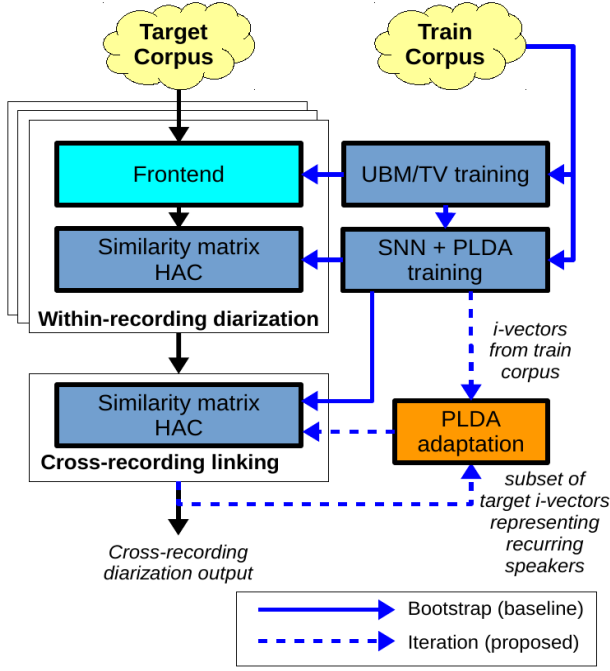 Target
Corpus
Train
Corpus
Frontend
UBM/TV training
Similarity matrix
HAC
SNN + PLDA
training
Within-recording diarization
i-vectors
from train
corpus
Similarity matrix
HAC
PLDA
adaptation
Cross-recording linking
subset of
target i-vectors
representing
recurring
speakers
Cross-recording
diarization output
Bootstrap (baseline)
Iteration (proposed)